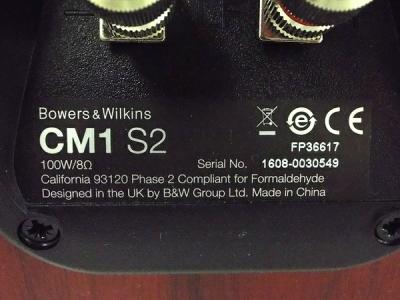 Bowers & Wilkins
CM1 S2
100W/8Ω
CE
FP36617
Serial No. 1608-0030549
California 93120 Phase 2 Compliant for Formaldehyde
Designed in the UK by B&W Group Ltd. Made in China